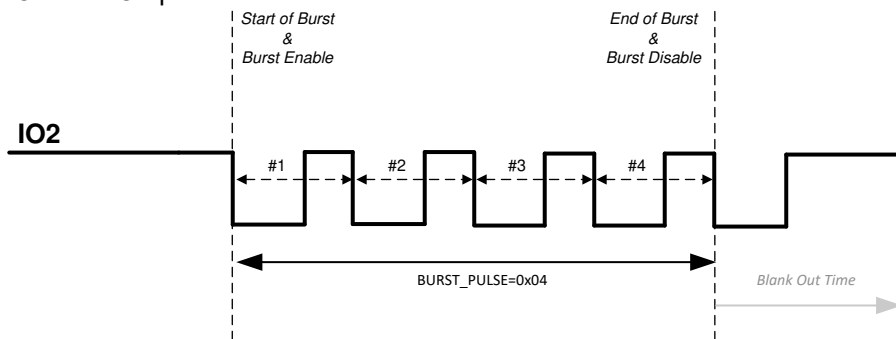 Start of Burst
&
Burst Enable
End of Burst
&
Burst Disable
IO2
#1
#2
#3
#4
BURST_PULSE=0x04
Blank Out Time